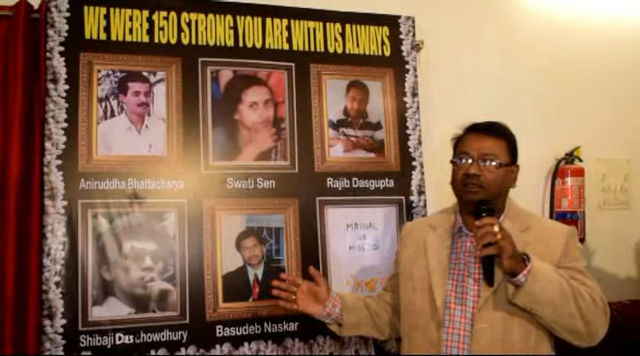 WE WERE 150 STRONG YOU ARE WITH US ALWAYS
Aniruddha Bhattacharya
Swati Sen
Rajib Dasgupta
MRINAL
WE
MISS YOU
Shibaji Das chowdhury
Basudeb Naskar